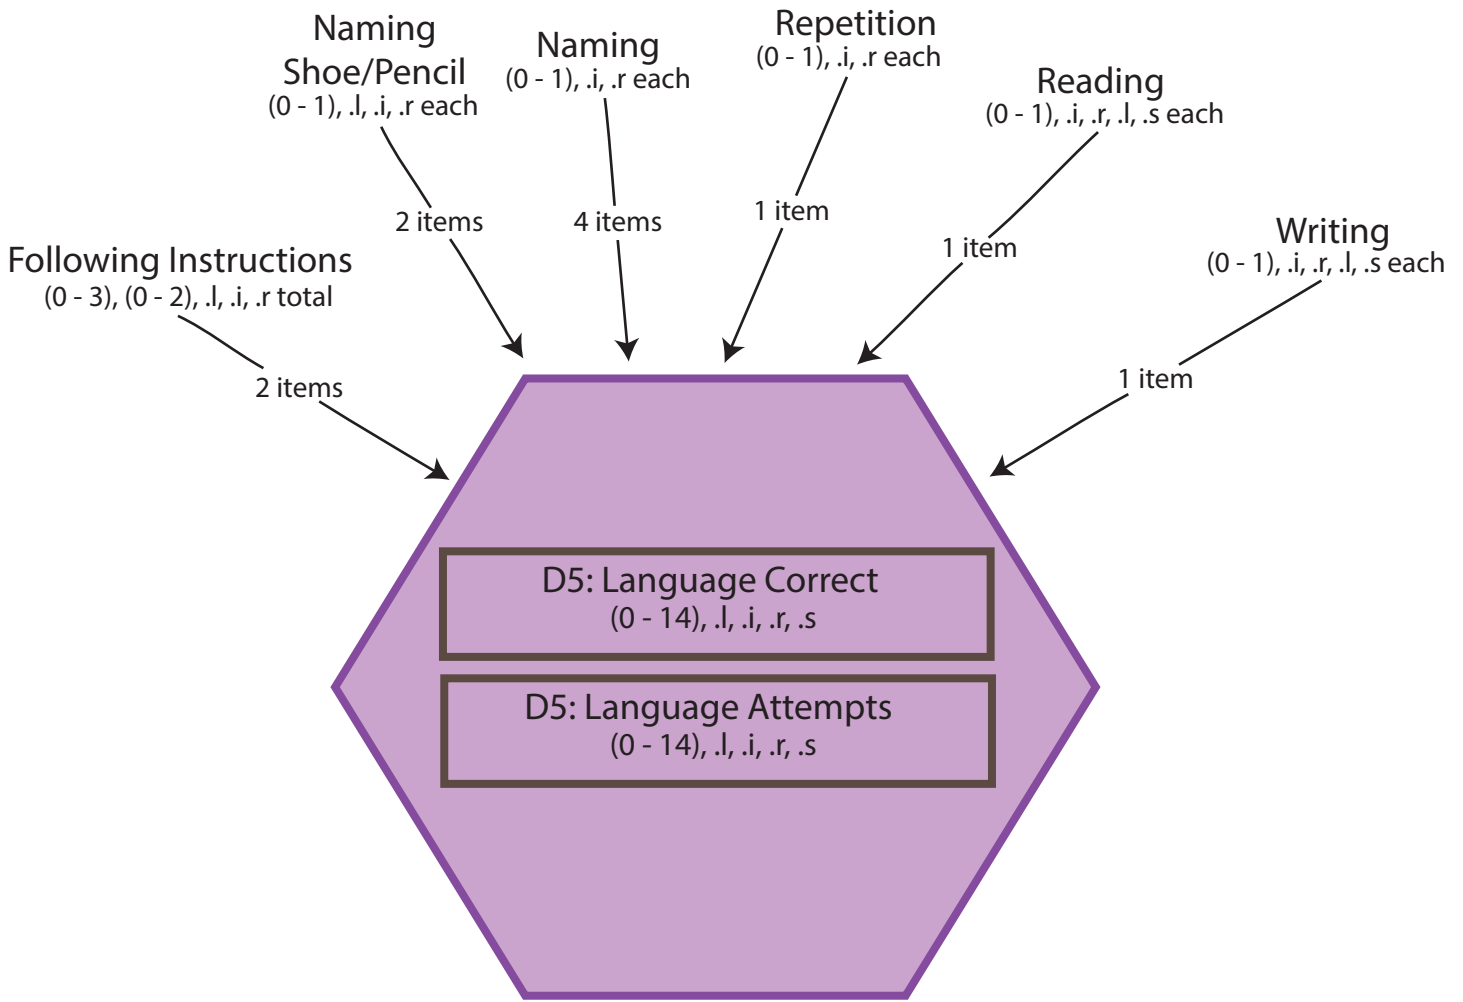 Naming
Shoe/Pencil
(0 - 1), .l, .i, .r each
Naming
(0 - 1), .i, .r each
Repetition
(0 - 1), .i, .r each
Reading
(0 - 1), .i, .r, .l, .s each
Writing
(0 - 1), .i, .r, .l, .s each
Following Instructions
(0 - 3), (0 - 2), .l, .i, .r total
2 items
2 items
4 items
1 item
1 item
1 item
D5: Language Correct
(0 - 14), .l, .i, .r, .s
D5: Language Attempts
(0 - 14), .l, .i, .r, .s